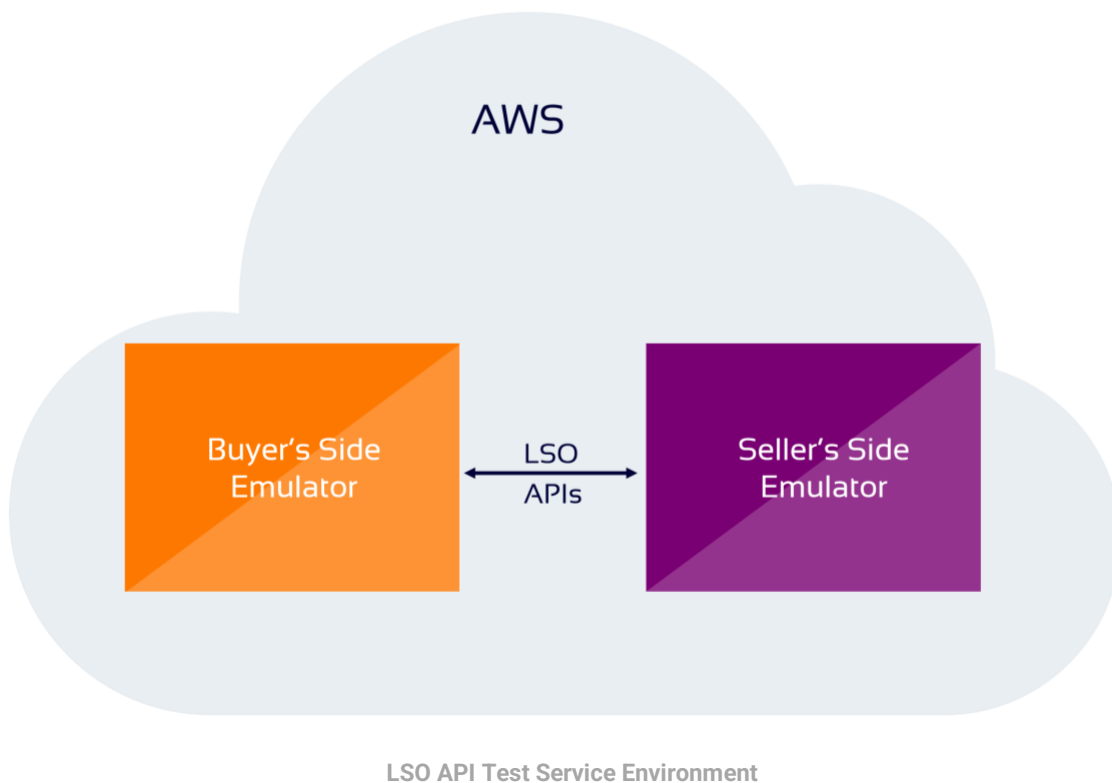 AWS
Buyer's Side
Emulator
LSO
APIs
Seller's Side
Emulator
LSO API Test Service Environment